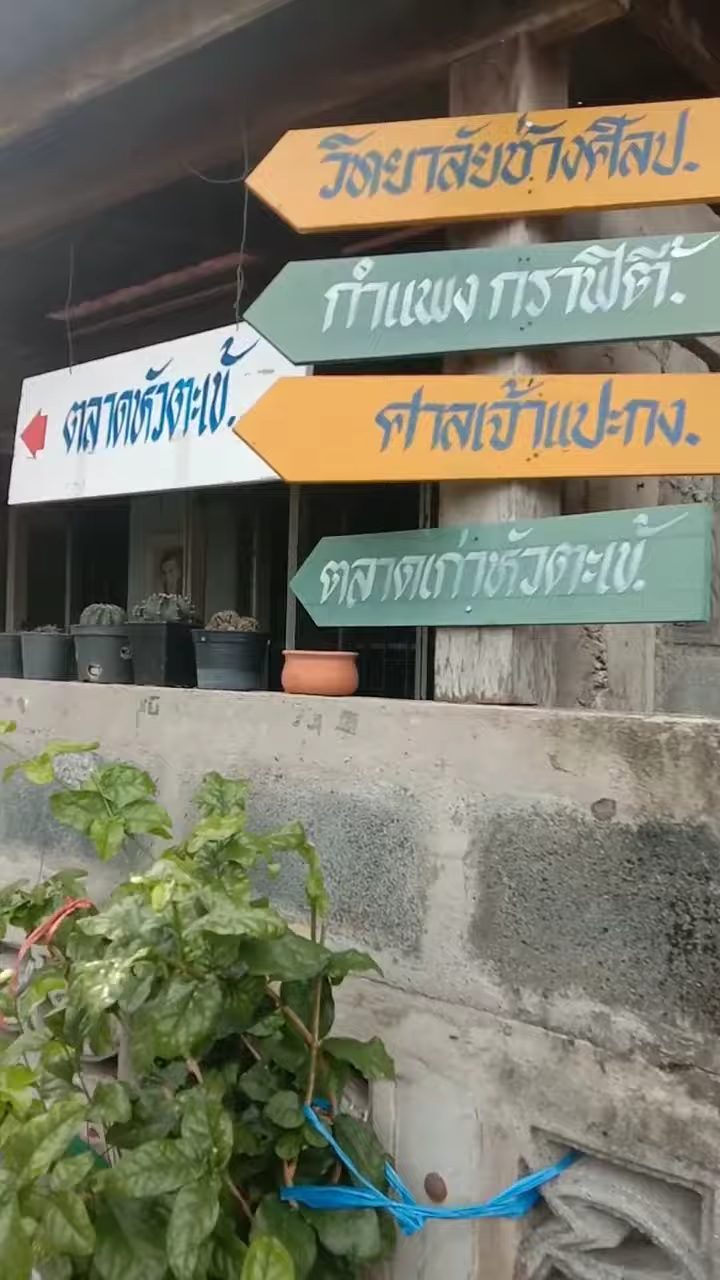 วิทยาลัยช่างศิลป.
กำแพง กราฟิตี้.
ตลาดหัวตะเข้.
ศาลเจ้าแปะกง.
ตลาดเก่าหัวตะเข้.